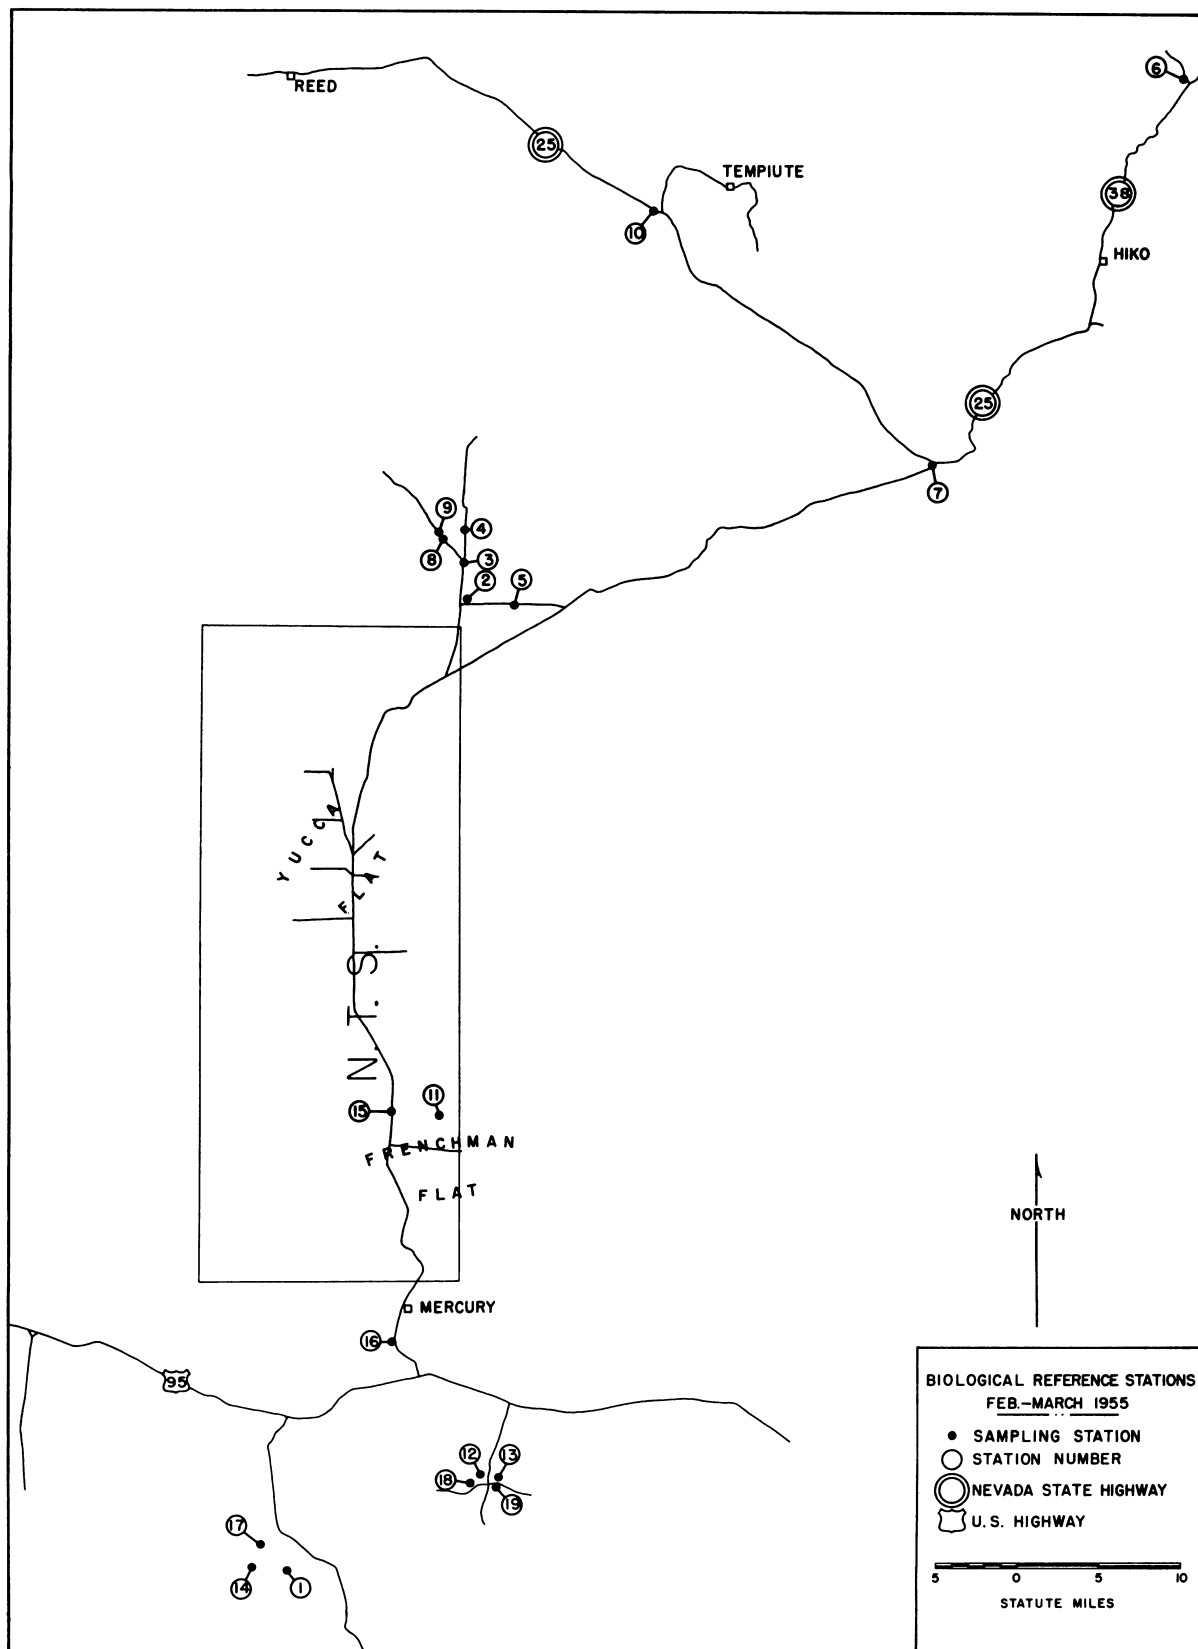 REED
6
25
TEMPIUTE
38
10
HIKO
25
7
9
4
8
3
2
5
YUCCA
FLAT
N. T. S.
11
15
FRENCHMAN
FLAT
NORTH
MERCURY
16
95
12
13
18
19
17
14
1
BIOLOGICAL REFERENCE STATIONS
FEB.-MARCH 1955
SAMPLING STATION
STATION NUMBER
NEVADA STATE HIGHWAY
U.S. HIGHWAY
5 0 5 10
STATUTE MILES